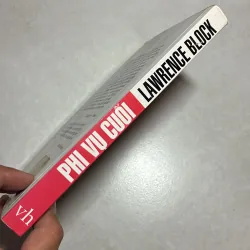 PHI VỤ CUỐI
LAWRENCE BLOCK
vh